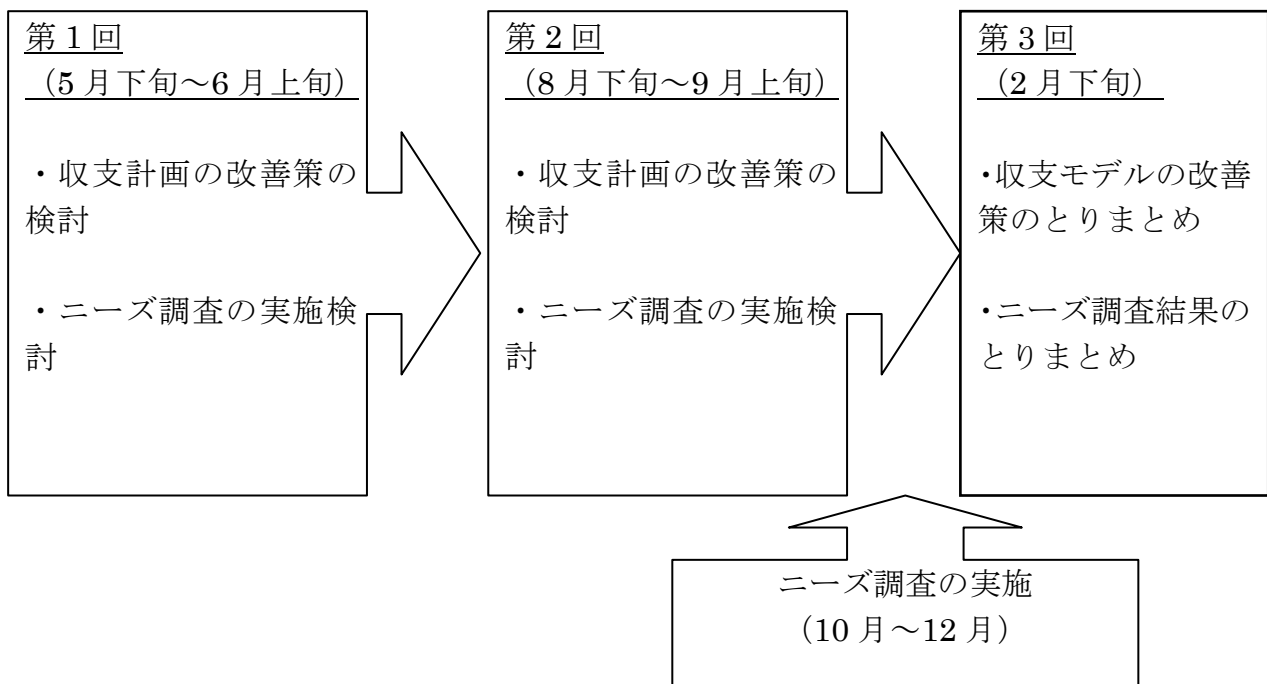 第1回
（5月下旬～6月上旬）
・収支計画の改善策の
検討
・ニーズ調査の実施検
討
第2回
（8月下旬～9月上旬）
・収支計画の改善策の
検討
・ニーズ調査の実施検
討
第3回
（2月下旬）
・収支モデルの改善
策のとりまとめ
・ニーズ調査結果の
とりまとめ
ニーズ調査の実施
（10月～12月）